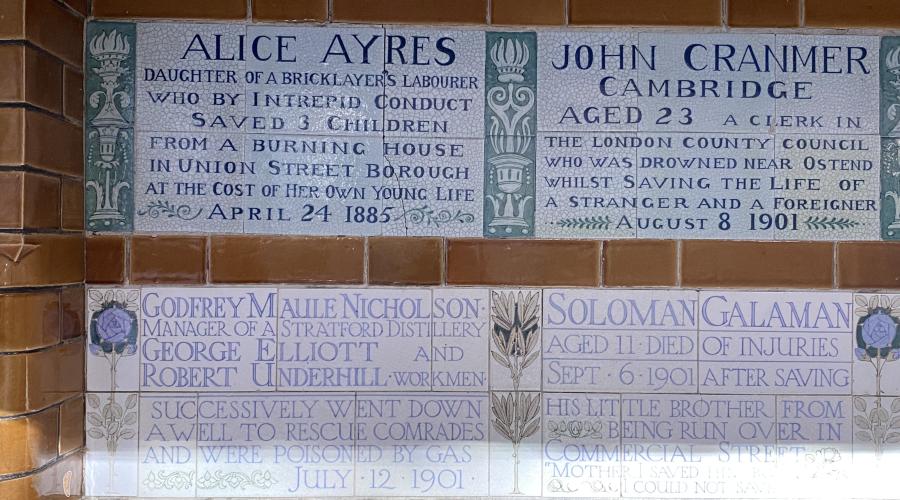 ALICE AYRES
DAUGHTER OF A BRICKLAYER'S LABOURER
WHO BY INTREPID CONDUCT
SAVED 3 CHILDREN
FROM A BURNING HOUSE
IN UNION STREET BOROUGH
AT THE COST OF HER OWN YOUNG LIFE
APRIL 24 1885
JOHN CRANMER
CAMBRIDGE
AGED 23 A CLERK IN
THE LONDON COUNTY COUNCIL
WHO WAS DROWNED NEAR OSTEND
WHILST SAVING THE LIFE OF
A STRANGER AND A FOREIGNER
AUGUST 8 1901
GODFREY MAULE NICHOLSON·
MANAGER OF A STRATFORD DISTILLERY
GEORGE ELLIOTT AND
ROBERT UNDERHILL·WORKMEN·
SUCCESSIVELY WENT DOWN
A WELL TO RESCUE COMRADES
AND WERE POISONED BY GAS
JULY·12·1901·
SOLOMAN GALAMAN
AGED 11·DIED OF INJURIES
SEPT·6·1901 AFTER SAVING·
HIS LITTLE BROTHER FROM
BEING RUN OVER IN
COMMERCIAL STREET
"MOTHER I SAVED
I COULD NOT SAVE